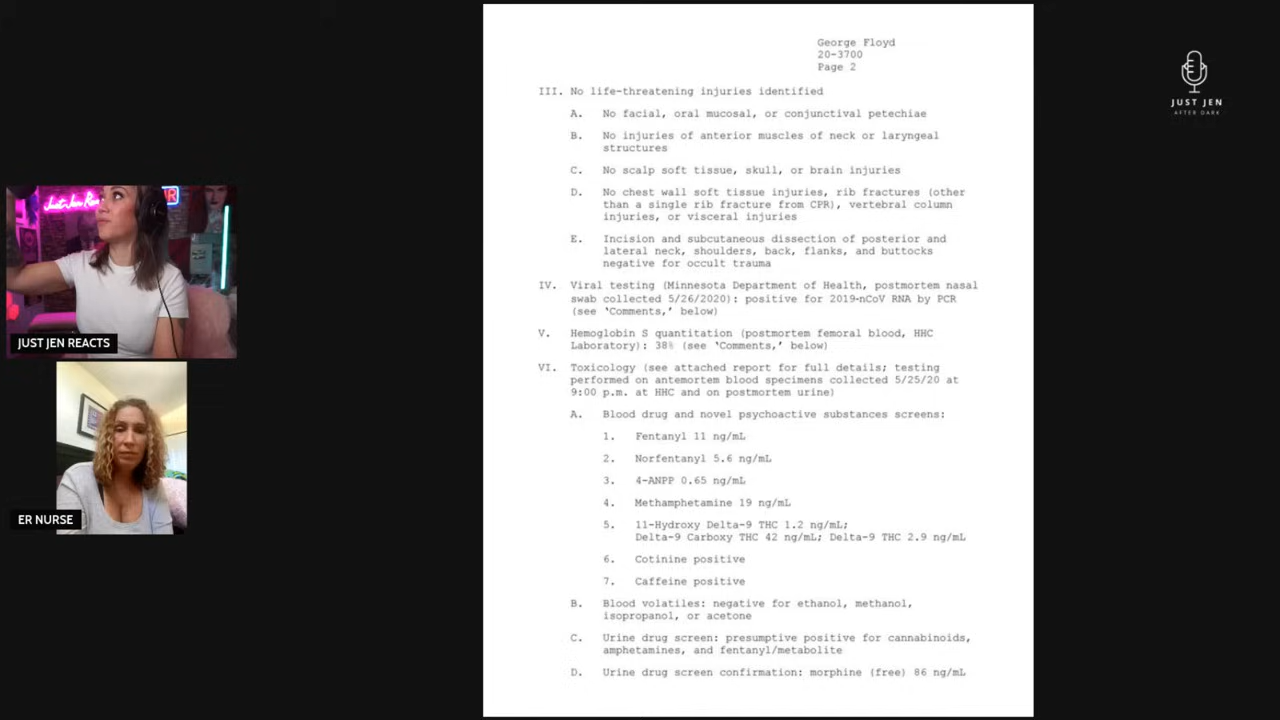 George Floyd
20-3700
Page 2
III. No life-threatening injuries identified
A. No facial, oral mucosal, or conjunctival petechiae
B. No injuries of anterior muscles of neck or laryngeal
structures
C. No scalp soft tissue, skull, or brain injuries
D. No chest wall soft tissue injuries, rib fractures (other
than a single rib fracture from CPR), vertebral column
injuries, or visceral injuries
E. Incision and subcutaneous dissection of posterior and
lateral neck, shoulders, back, flanks, and buttocks
negative for occult trauma
IV. Viral testing (Minnesota Department of Health, postmortem nasal
swab collected 5/26/2020): positive for 2019-nCoV RNA by PCR
(see ‘Comments,’ below)
V. Hemoglobin S quantitation (postmortem femoral blood, HHC
Laboratory): 38% (see ‘Comments,’ below)
VI. Toxicology (see attached report for full details; testing
performed on antemortem blood specimens collected 5/25/20 at
9:00 p.m. at HHC and on postmortem urine)
A. Blood drug and novel psychoactive substances screens:
1. Fentanyl 11 ng/mL
2. Norfentanyl 5.6 ng/mL
3. 4-ANPP 0.65 ng/mL
4. Methamphetamine 19 ng/mL
5. 11-Hydroxy Delta-9 THC 1.2 ng/mL;
Delta-9 Carboxy THC 42 ng/mL; Delta-9 THC 2.9 ng/mL
6. Cotinine positive
7. Caffeine positive
B. Blood volatiles: negative for ethanol, methanol,
isopropanol, or acetone
C. Urine drug screen: presumptive positive for cannabinoids,
amphetamines, and fentanyl/metabolite
D. Urine drug screen confirmation: morphine (free) 86 ng/mL
JUST JEN
AFTER DARK
Just Jen
JUST JEN REACTS
ER NURSE